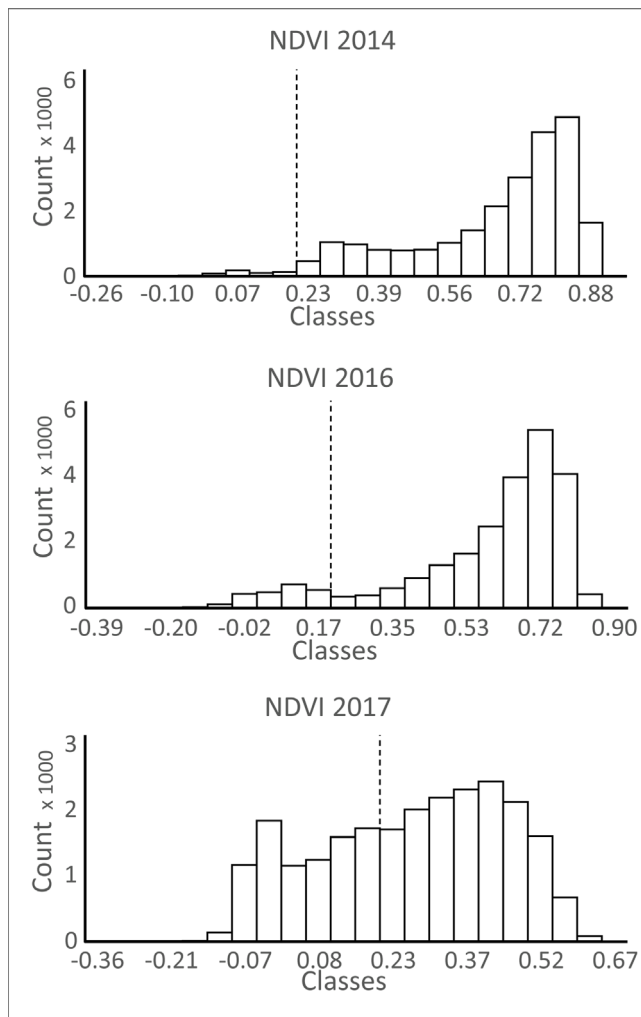 NDVI 2014
6
4
2
0
Count x 1000
-0.26 -0.10 0.07 0.23 0.39 0.56 0.72 0.88
Classes
NDVI 2016
6
4
2
0
Count x 1000
-0.39 -0.20 -0.02 0.17 0.35 0.53 0.72 0.90
Classes
NDVI 2017
3
2
1
0
Count x 1000
-0.36 -0.21 -0.07 0.08 0.23 0.37 0.52 0.67
Classes